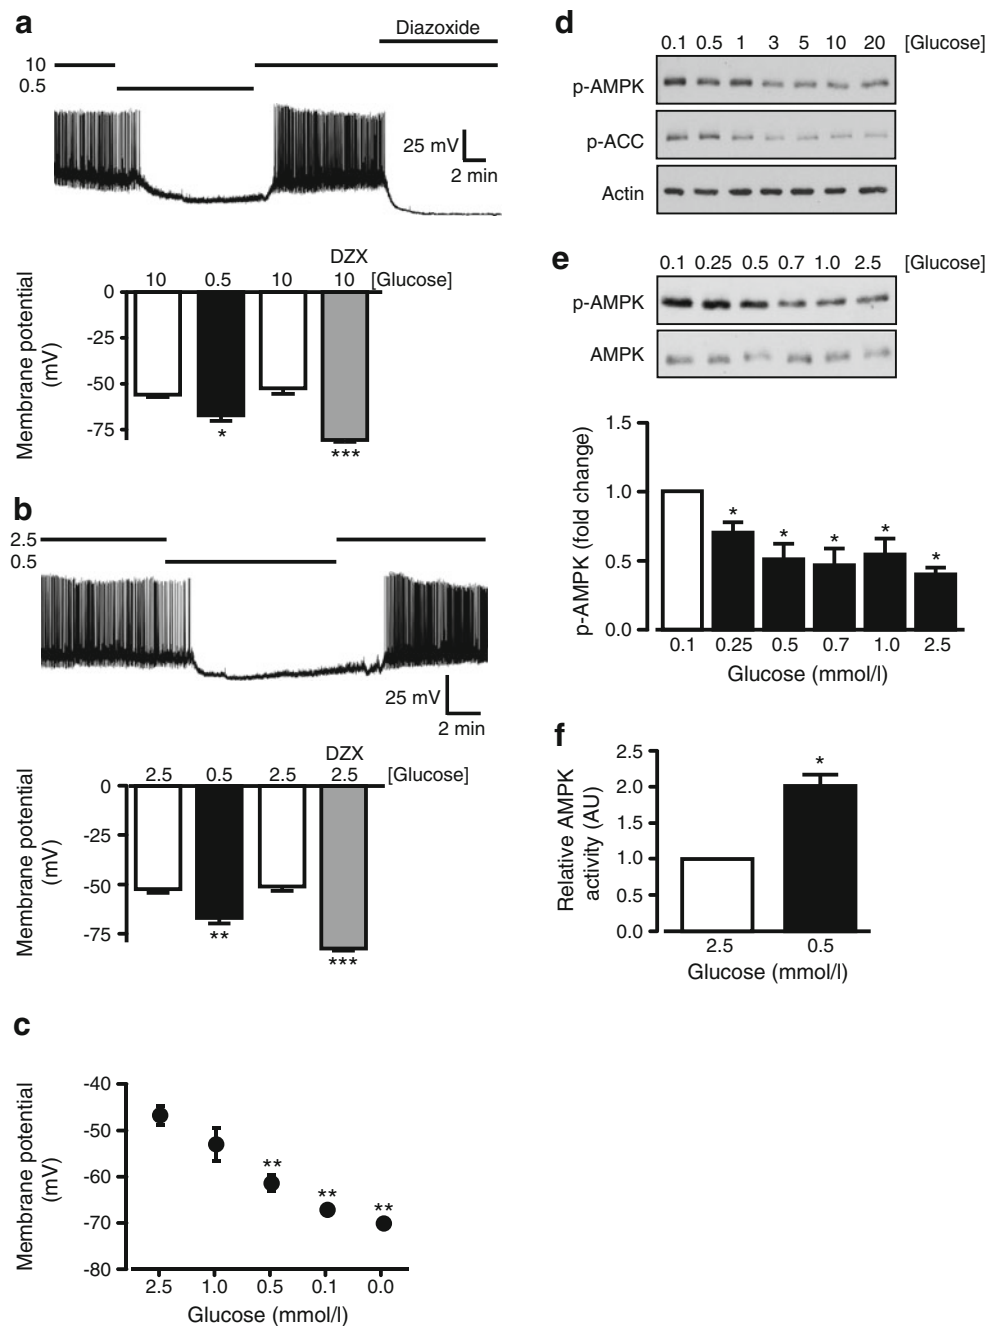 a
Diazoxide
10
0.5
25 mV
2 min
DZX
10 0.5 10 10 [Glucose]
0
-25
-50
-75
Membrane potential
(mV)
*
***
b
2.5
0.5
25 mV
2 min
DZX
2.5 0.5 2.5 2.5 [Glucose]
0
-25
-50
-75
Membrane potential
(mV)
**
***
c
-40
-50
-60
-70
-80
Membrane potential
(mV)
** ** **
2.5 1.0 0.5 0.1 0.0
Glucose (mmol/l)
d
0.1 0.5 1 3 5 10 20 [Glucose]
p-AMPK
p-ACC
Actin
e
0.1 0.25 0.5 0.7 1.0 2.5 [Glucose]
p-AMPK
AMPK
1.5
1.0
0.5
0.0
p-AMPK (fold change)
* * * * *
0.1 0.25 0.5 0.7 1.0 2.5
Glucose (mmol/l)
f
2.5
2.0
1.5
1.0
0.5
0.0
Relative AMPK
activity (AU)
*
2.5 0.5
Glucose (mmol/l)